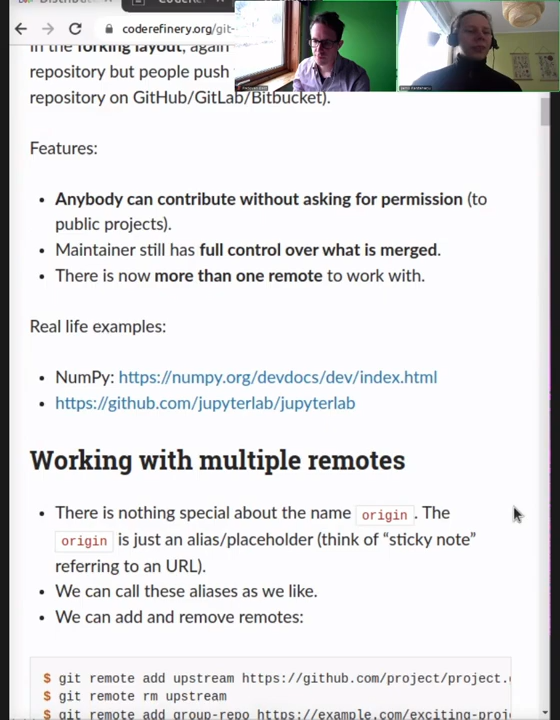 coderefinery.org/git-
In the forking layout, again
repository but people push
repository on GitHub/GitLab/Bitbucket).
Features:
• Anybody can contribute without asking for permission (to
public projects).
• Maintainer still has full control over what is merged.
• There is now more than one remote to work with.
Real life examples:
• NumPy: https://numpy.org/devdocs/dev/index.html
• https://github.com/jupyterlab/jupyterlab
Working with multiple remotes
• There is nothing special about the name origin. The
origin is just an alias/placeholder (think of “sticky note”
referring to an URL).
• We can call these aliases as we like.
• We can add and remove remotes:
$ git remote add upstream https://github.com/project/project.
$ git remote rm upstream
$ git remote add group-repo https://example.com/exciting-proj